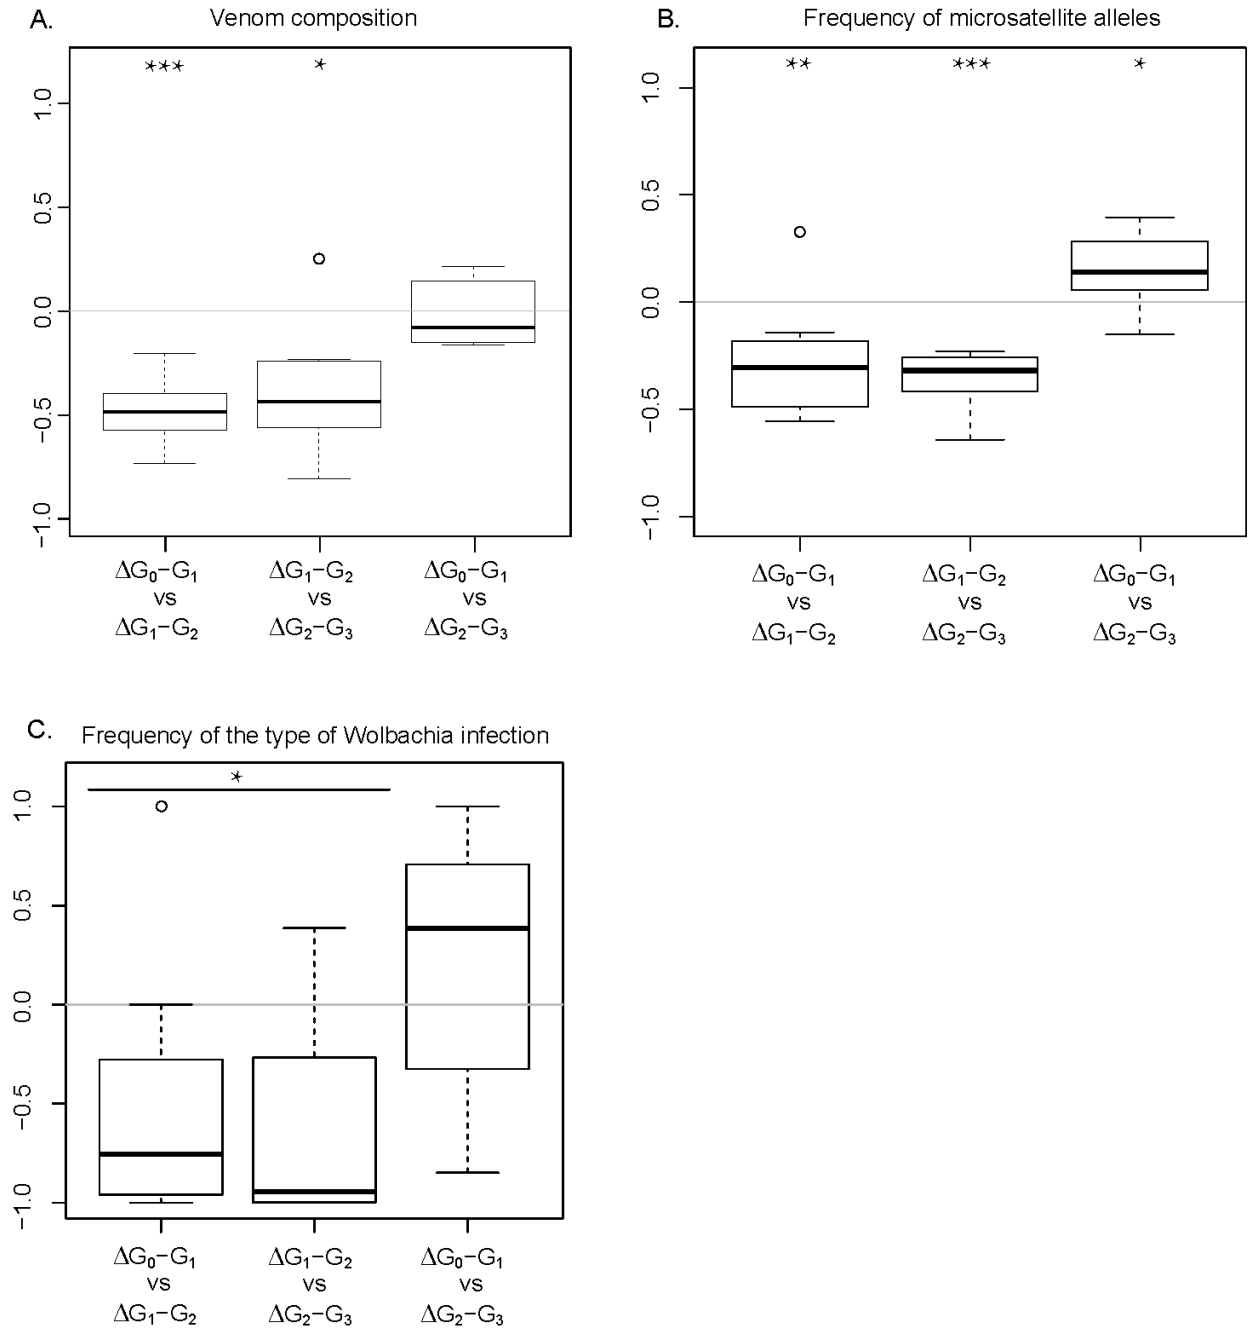 A. Venom composition
*** *
1.0
0.5
0.0
−0.5
−1.0
ΔG₀−G₁ ΔG₁−G₂ ΔG₀−G₁
vs vs vs
ΔG₁−G₂ ΔG₂−G₃ ΔG₂−G₃
B. Frequency of microsatellite alleles
** *** *
1.0
0.5
0.0
−0.5
−1.0
ΔG₀−G₁ ΔG₁−G₂ ΔG₀−G₁
vs vs vs
ΔG₁−G₂ ΔG₂−G₃ ΔG₂−G₃
C. Frequency of the type of Wolbachia infection
*
1.0
0.5
0.0
−0.5
−1.0
ΔG₀−G₁ ΔG₁−G₂ ΔG₀−G₁
vs vs vs
ΔG₁−G₂ ΔG₂−G₃ ΔG₂−G₃